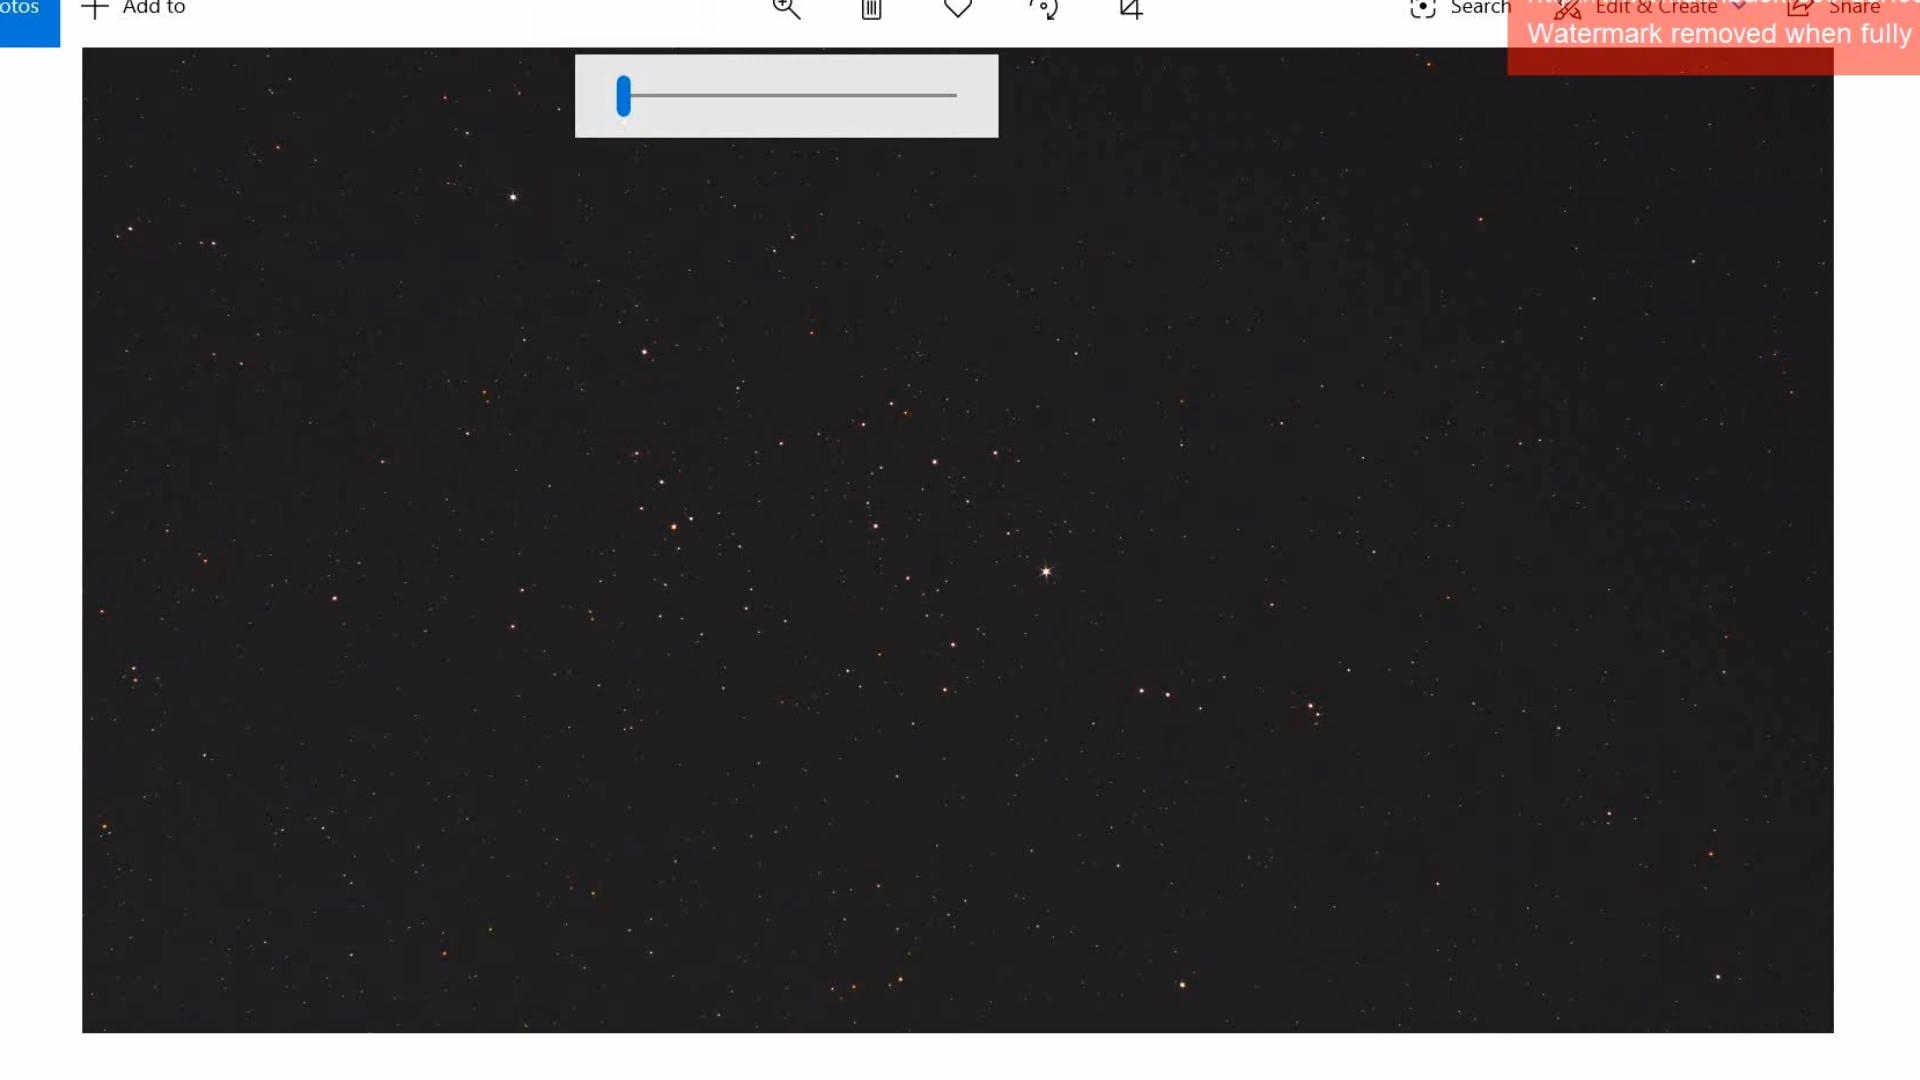 otos
Add to
Search
Edit & Create
Share
Watermark removed when fully